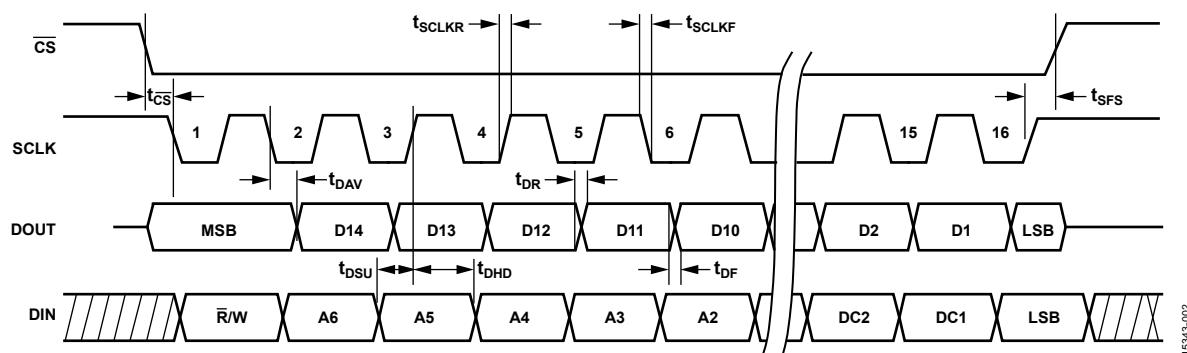 tSCLKR tSCLKF
CS
tCS tSFS
1 2 3 4 5 6 15 16
SCLK
tDAV tDR
DOUT MSB D14 D13 D12 D11 D10 D2 D1 LSB
tDSU tDHD tDF
DIN R/W A6 A5 A4 A3 A2 DC2 DC1 LSB
15343-002